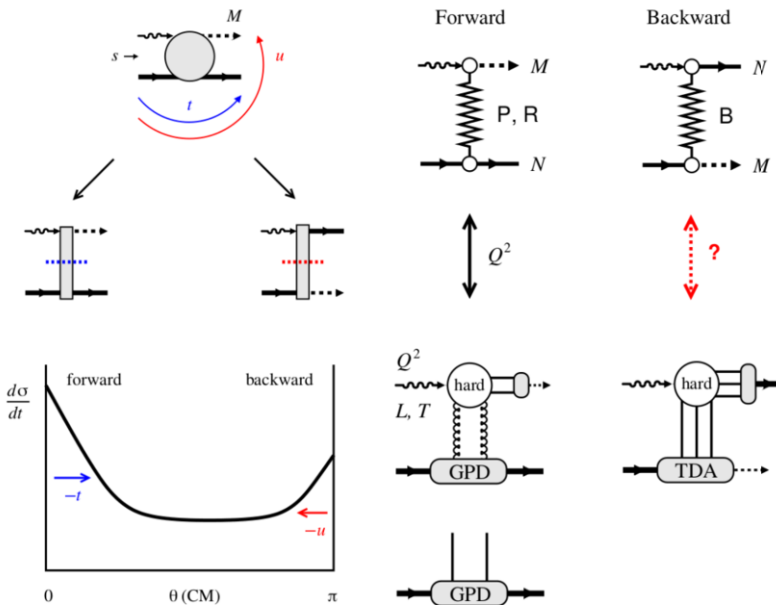 Forward
Backward
M
s →
u
t
M
P, R
N
N
B
M
Q²
?
dσ
dt
forward
backward
−t
−u
0
θ (CM)
π
Q²
L, T
hard
GPD
hard
TDA
GPD